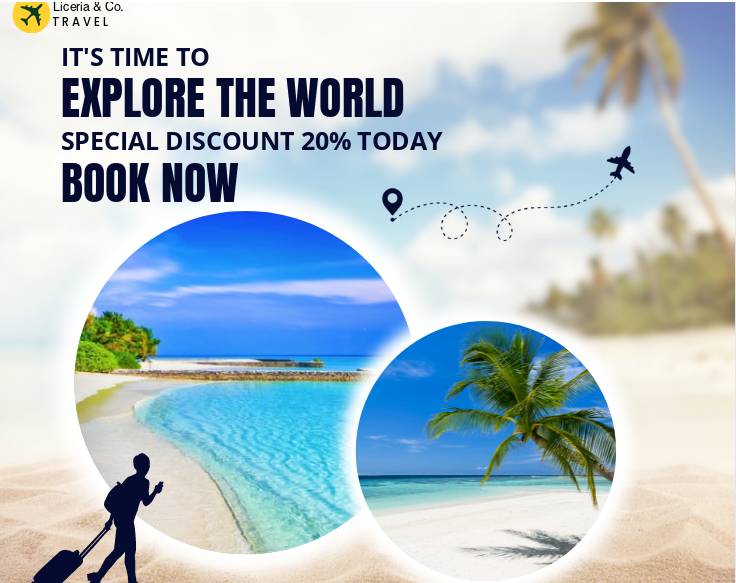 Liceria & Co.
TRAVEL
IT'S TIME TO
EXPLORE THE WORLD
SPECIAL DISCOUNT 20% TODAY
BOOK NOW